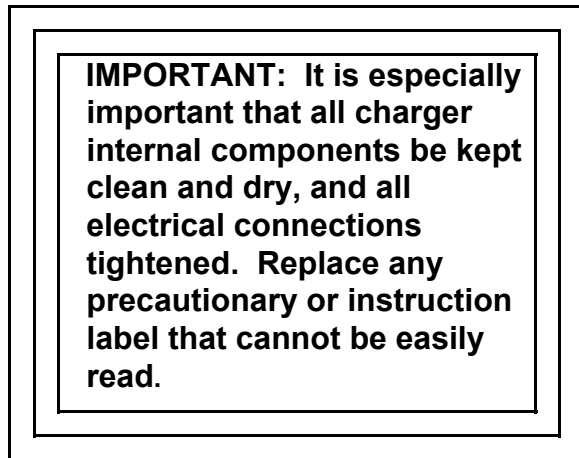 IMPORTANT:  It is especially
important that all charger
internal components be kept
clean and dry, and all
electrical connections
tightened.  Replace any
precautionary or instruction
label that cannot be easily
read.